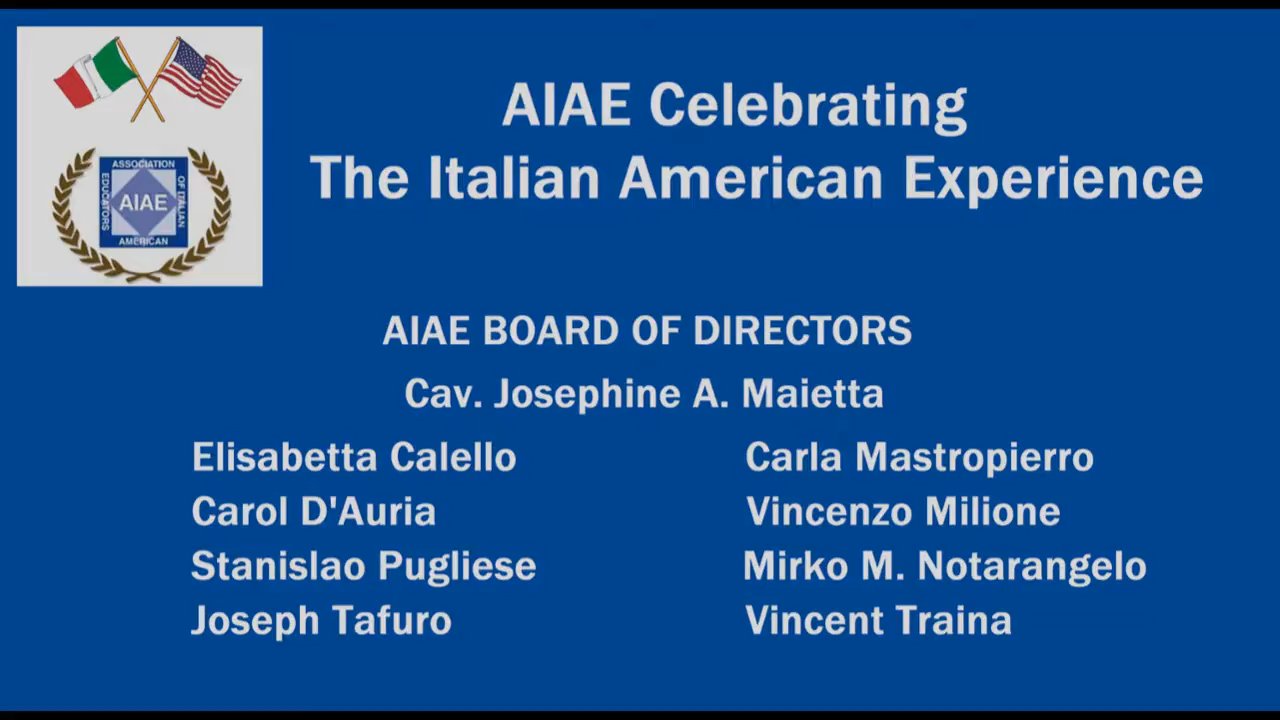 AIAE Celebrating
The Italian American Experience
ASSOCIATION
EDUCATORS
AIAE
OF ITALIAN
AMERICAN
AIAE BOARD OF DIRECTORS
Cav. Josephine A. Maietta
Elisabetta Calello
Carla Mastropierro
Carol D'Auria
Vincenzo Milione
Stanislao Pugliese
Mirko M. Notarangelo
Joseph Tafuro
Vincent Traina